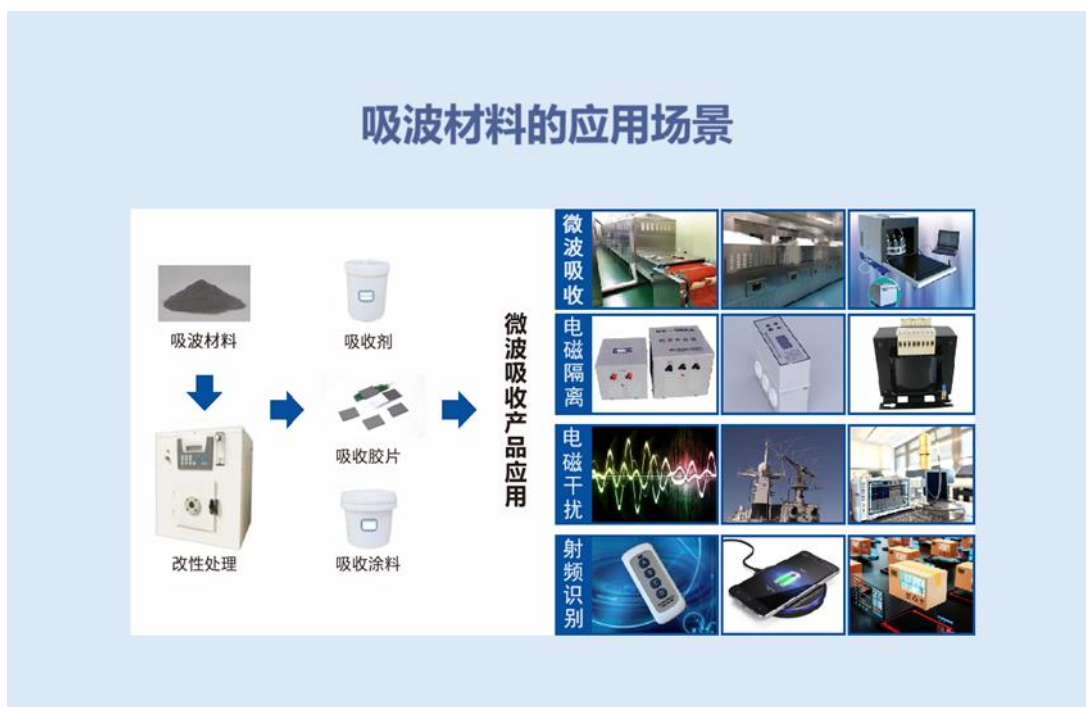 吸波材料的应用场景
吸波材料
改性处理
吸收剂
吸收胶片
吸收涂料
微波吸收产品应用
微波吸收
电磁隔离
电磁干扰
射频识别